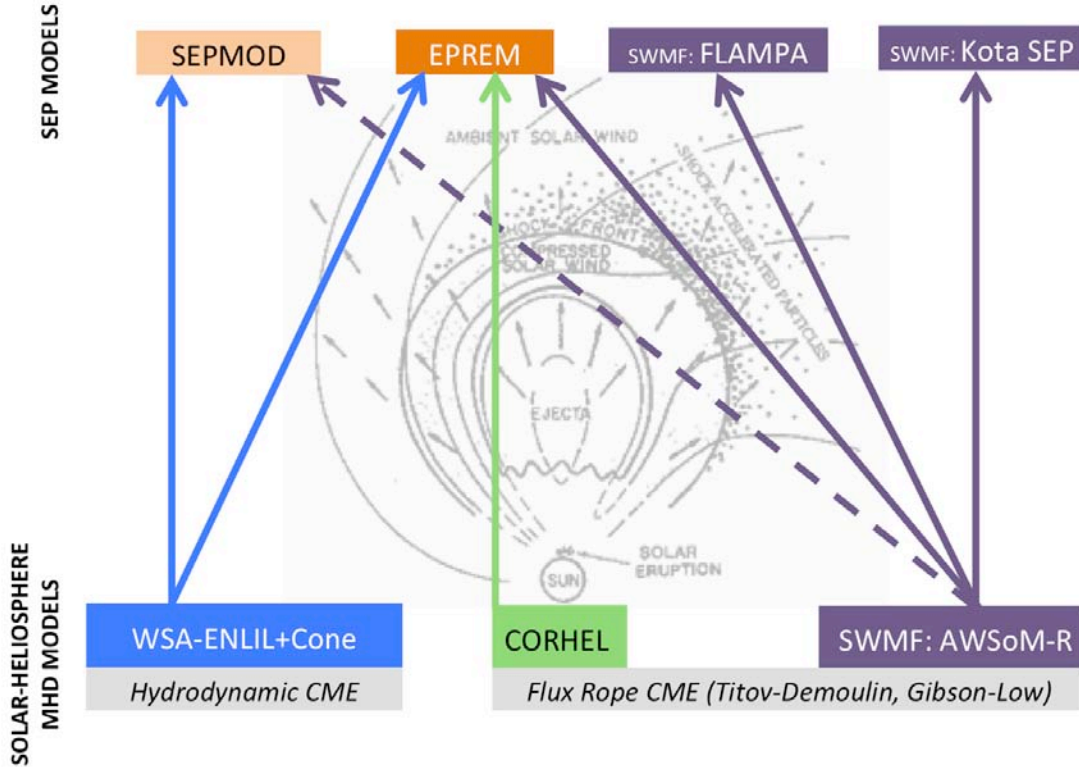 SEP MODELS
SEPMOD
EPREM
SWMF: FLAMPA
SWMF: Kota SEP
AMBIENT SOLAR WIND
SHOCK ACCELERATED PARTICLES
SHOCK FRONT
COMPRESSED
SOLAR WIND
EJECTA
SOLAR
ERUPTION
SUN
SOLAR-HELIOSPHERE
MHD MODELS
WSA-ENLIL+Cone
CORHEL
SWMF: AWSoM-R
Hydrodynamic CME
Flux Rope CME (Titov-Demoulin, Gibson-Low)